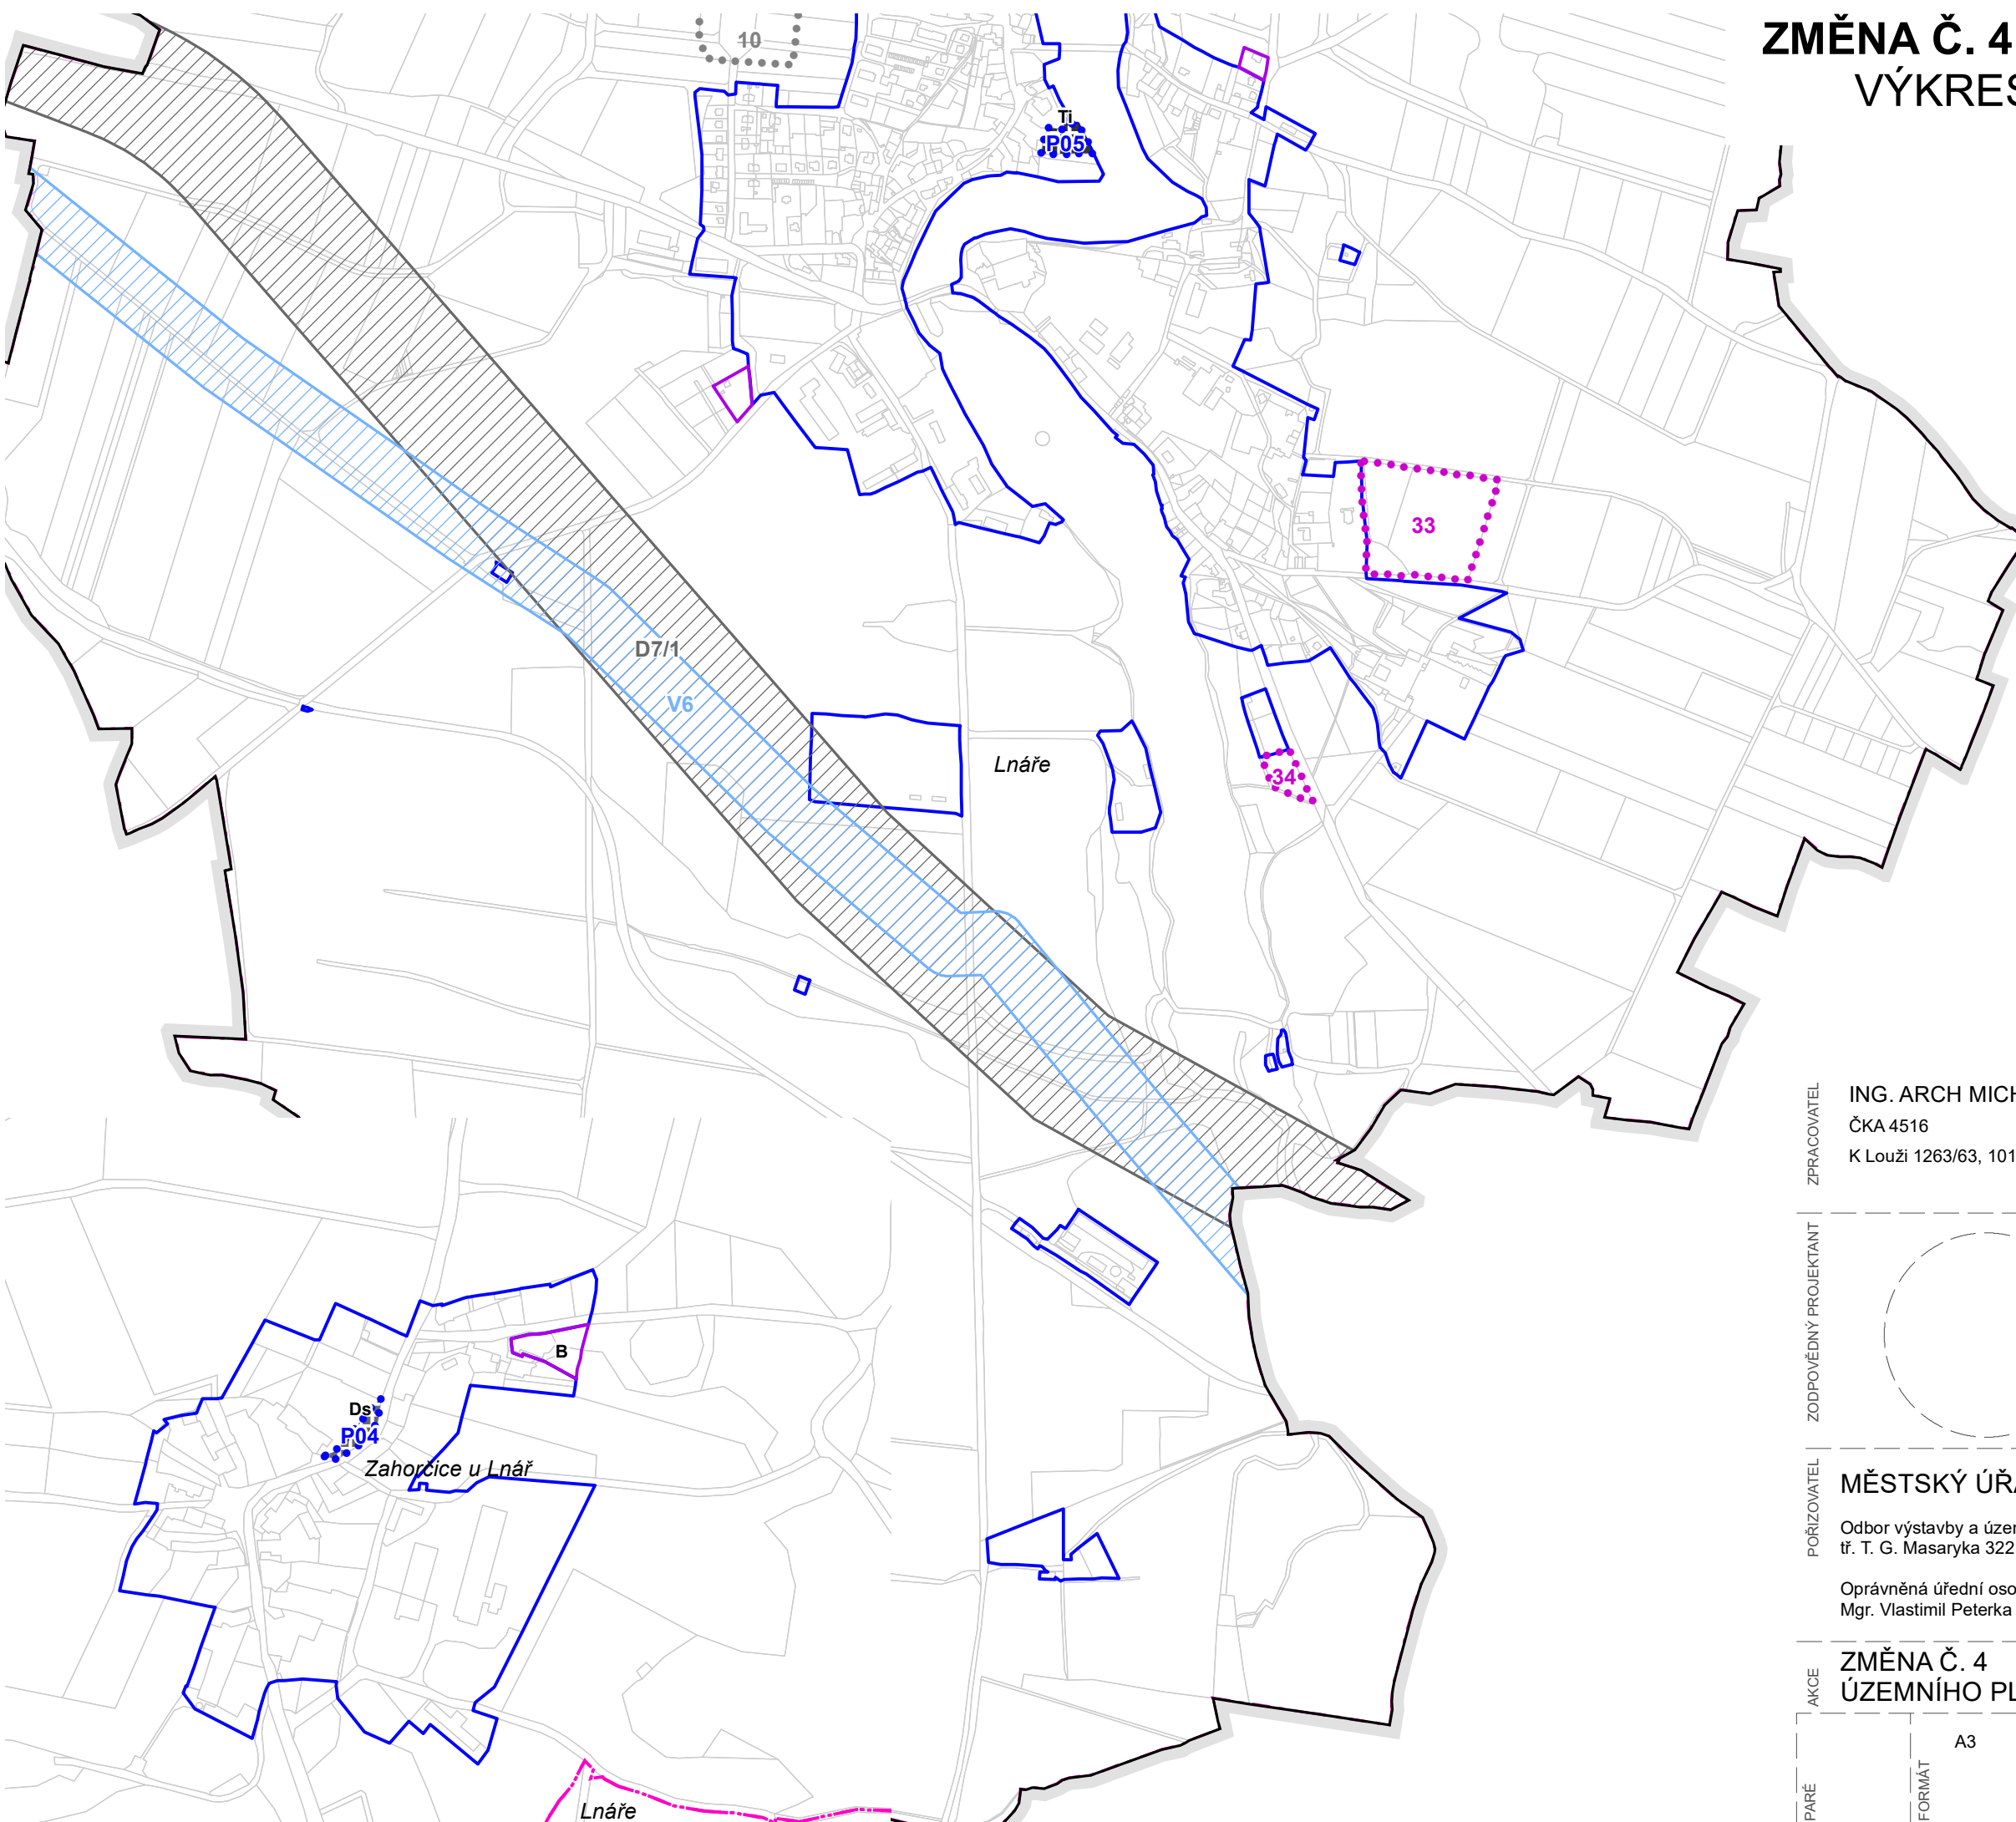 ZMĚNA Č. 4
VÝKRES
10
Ti
P05
33
D7/1
V6
Lnáře
34
ZPRACOVATEL
ING. ARCH MICH
ČKA 4516
K Louži 1263/63, 101
ZODPOVĚDNÝ PROJEKTANT
B
Ds
P04
Zahorčice u Lnář
POŘIZOVATEL
MĚSTSKÝ ÚŘA
Odbor výstavby a územ
tř. T. G. Masaryka 322
Oprávněná úřední oso
Mgr. Vlastimil Peterka
AKCE
ZMĚNA Č. 4
ÚZEMNÍHO PL
PARÉ
FORMÁT
A3
Lnáře